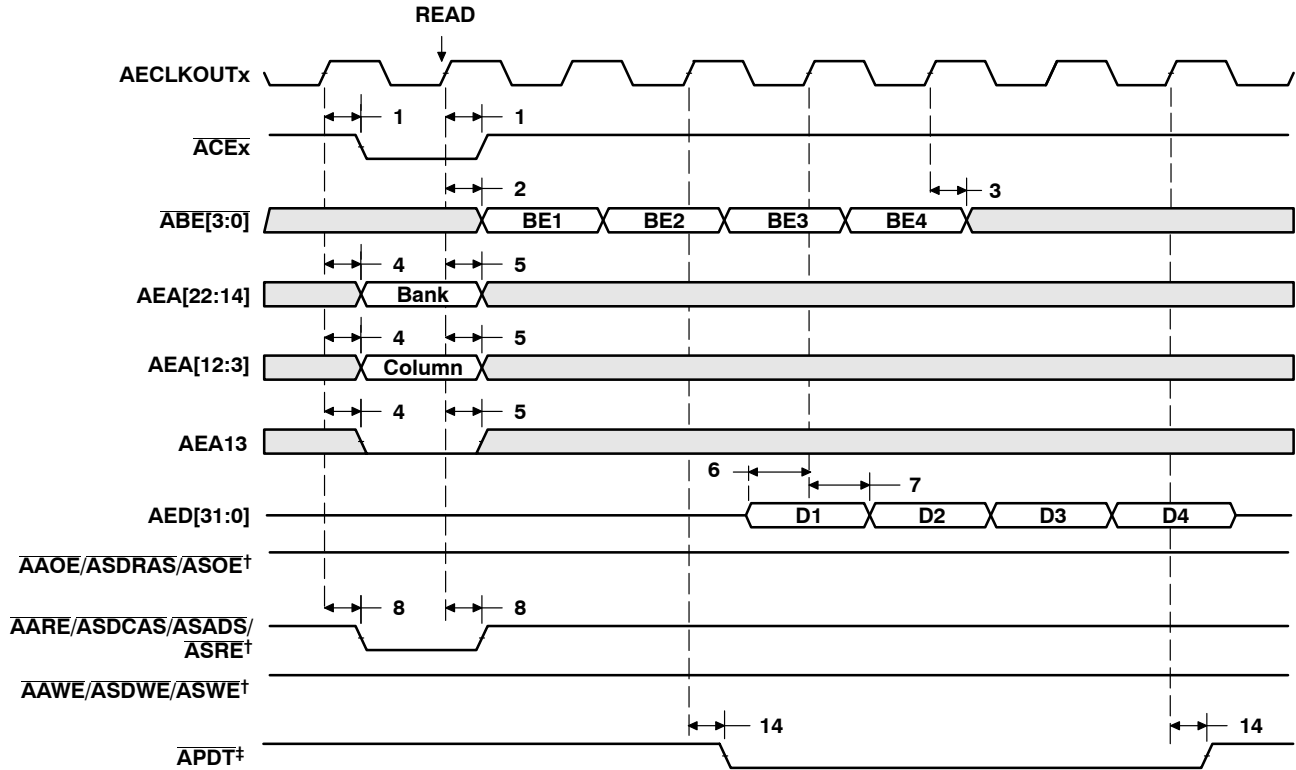 READ
AECLKOUTx
1 1
ACEx
2 3
ABE[3:0] BE1 BE2 BE3 BE4
4 5
AEA[22:14] Bank
4 5
AEA[12:3] Column
4 5
AEA13
6 7
AED[31:0] D1 D2 D3 D4
AAOE/ASDRAS/ASOE†
8 8
AARE/ASDCAS/ASADS/
ASRE†
AAWE/ASDWE/ASWE†
14 14
APDT‡